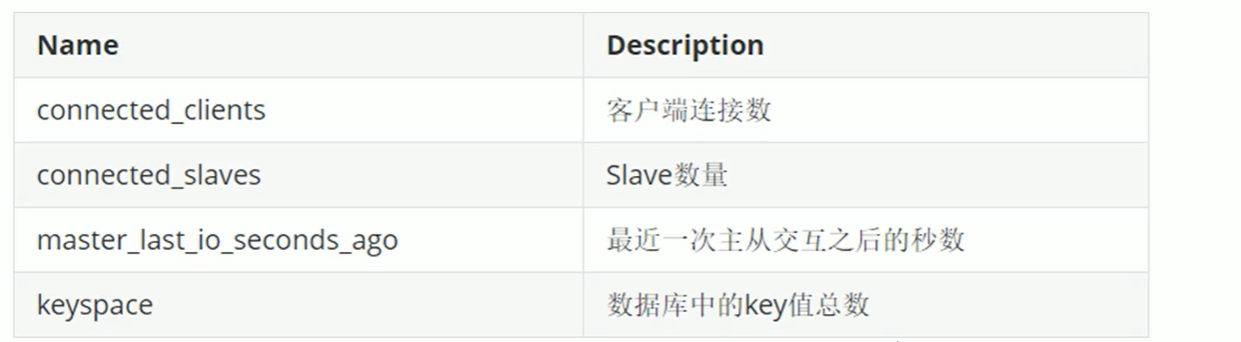 Name Description
connected_clients 客户端连接数
connected_slaves Slave数量
master_last_io_seconds_ago 最近一次主从交互之后的秒数
keyspace 数据库中的key值总数